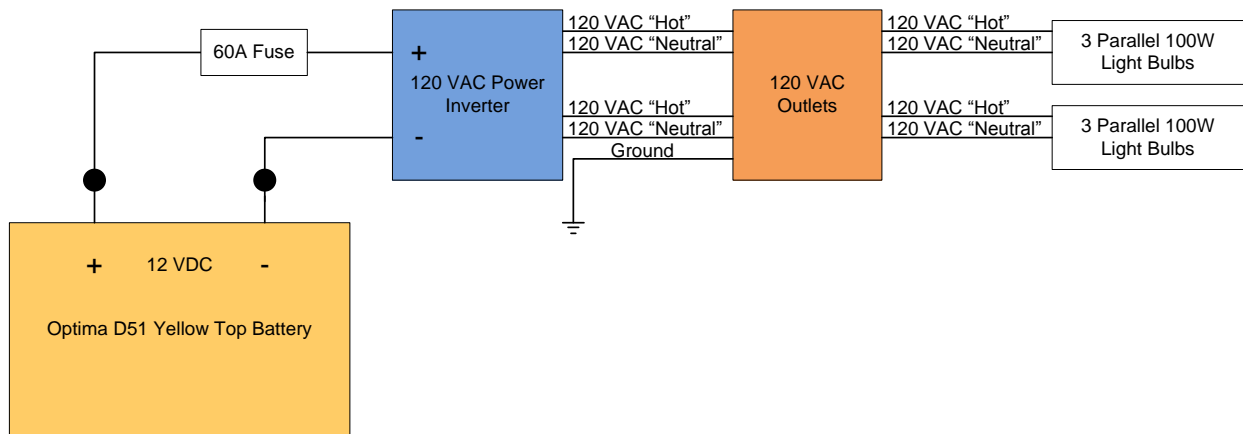 120 VAC “Hot”
120 VAC “Neutral”
120 VAC “Hot”
120 VAC “Neutral”
3 Parallel 100W
Light Bulbs
60A Fuse
+
120 VAC Power
Inverter
-
120 VAC
Outlets
120 VAC “Hot”
120 VAC “Neutral”
Ground
120 VAC “Hot”
120 VAC “Neutral”
3 Parallel 100W
Light Bulbs
+ 12 VDC -
Optima D51 Yellow Top Battery